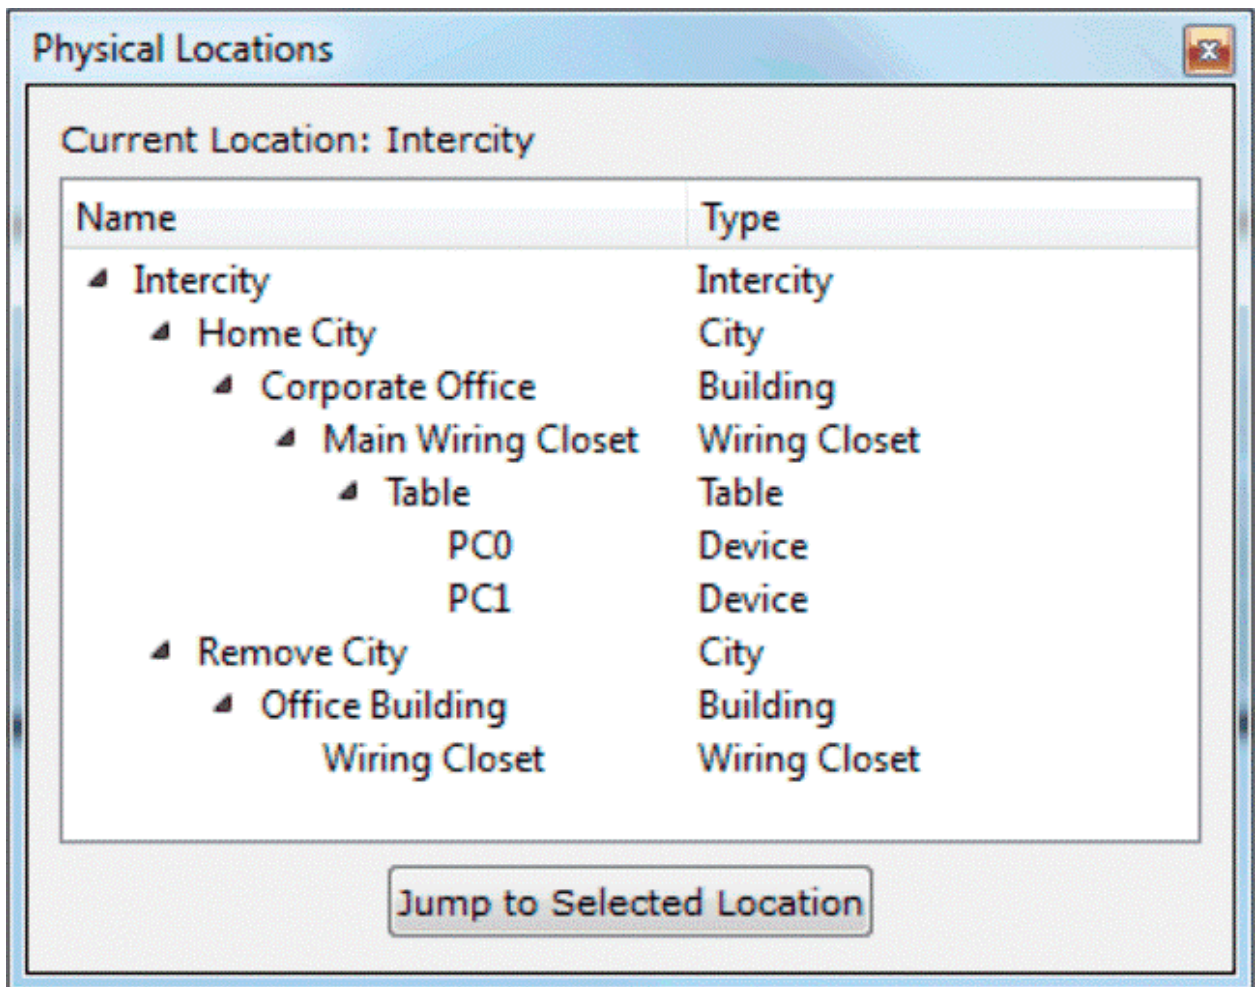 Physical Locations
Current Location: Intercity
Name Type
Intercity Intercity
Home City City
Corporate Office Building
Main Wiring Closet Wiring Closet
Table Table
PC0 Device
PC1 Device
Remove City City
Office Building Building
Wiring Closet Wiring Closet
Jump to Selected Location